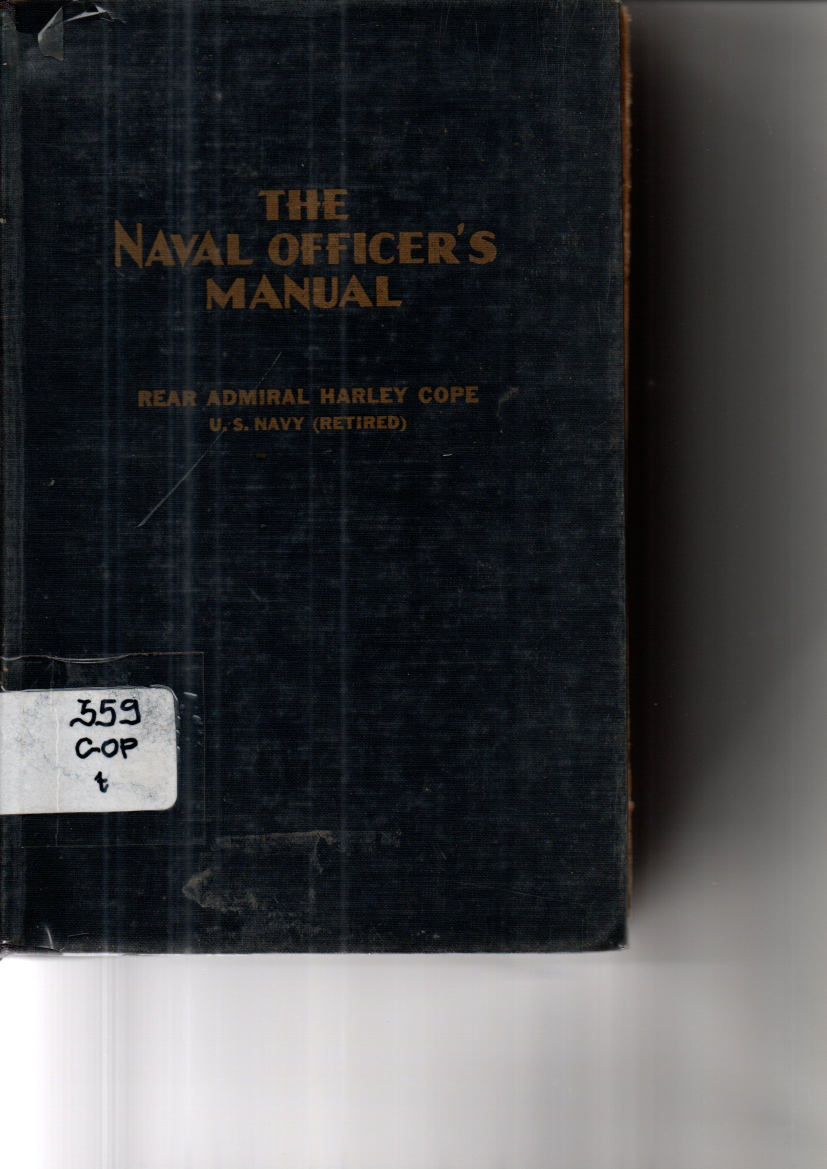 THE
NAVAL OFFICER'S
MANUAL
REAR ADMIRAL HARLEY COPE
U. S. NAVY (RETIRED)
359
COP
t